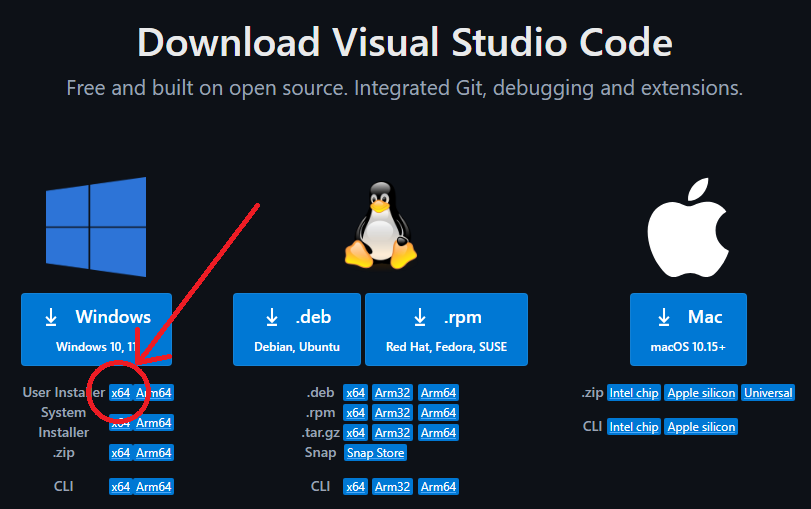 Download Visual Studio Code
Free and built on open source. Integrated Git, debugging and extensions.
Windows
Windows 10, 11
User Installer x64 Arm64
System
Installer x64 Arm64
.zip x64 Arm64
CLI x64 Arm64
.deb
Debian, Ubuntu
.rpm
Red Hat, Fedora, SUSE
.deb x64 Arm32 Arm64
.rpm x64 Arm32 Arm64
.tar.gz x64 Arm32 Arm64
Snap Snap Store
CLI x64 Arm32 Arm64
Mac
macOS 10.15+
.zip Intel chip Apple silicon Universal
CLI Intel chip Apple silicon